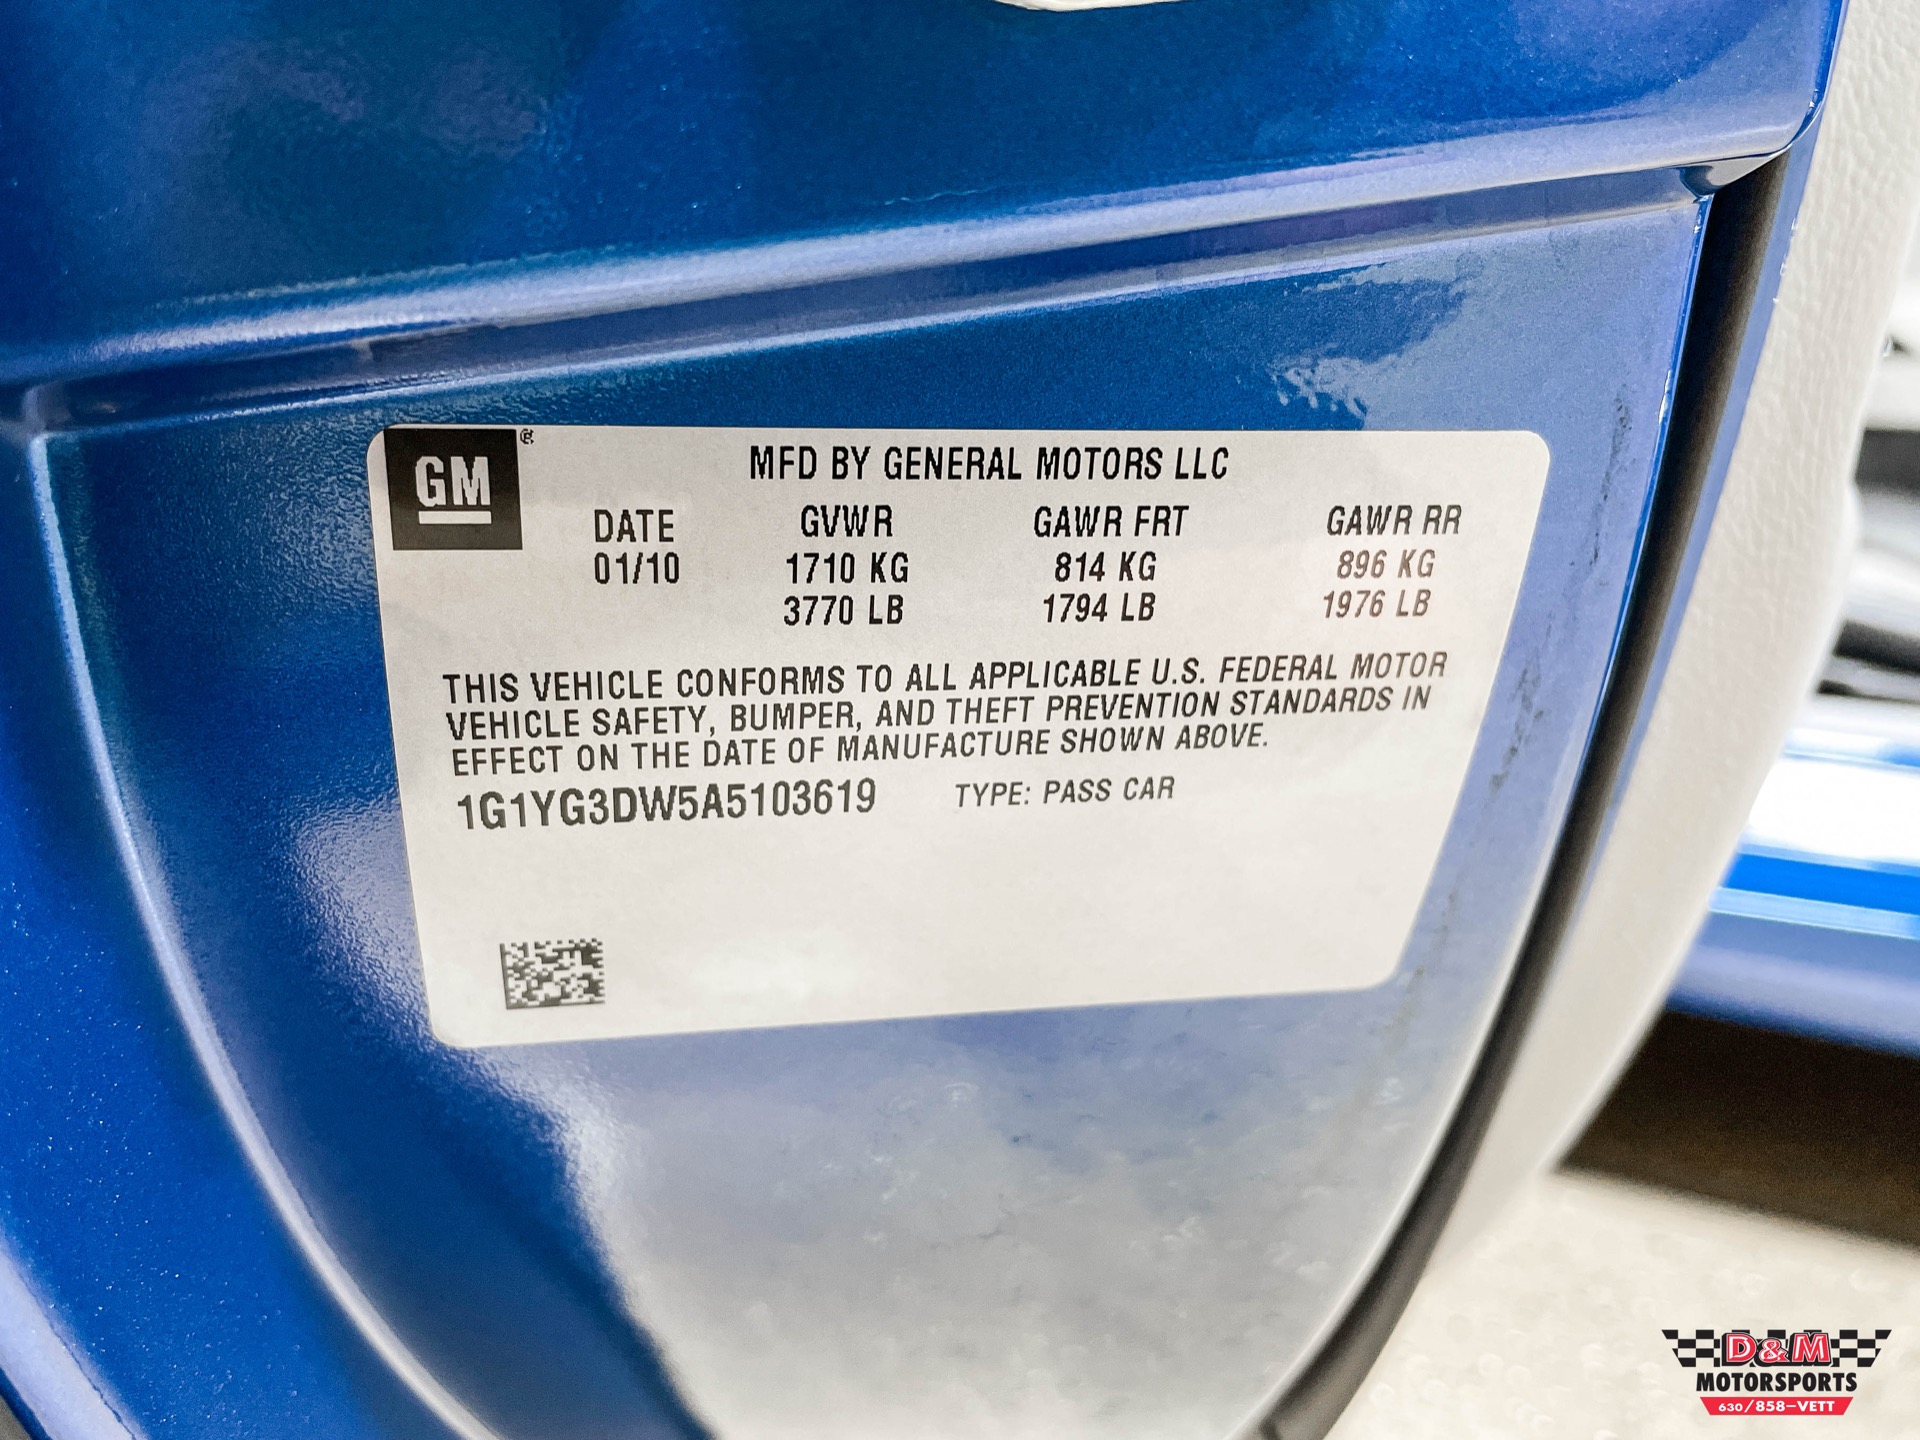 GM
MFD BY GENERAL MOTORS LLC
DATE GVWR GAWR FRT GAWR RR
01/10 1710 KG 814 KG 896 KG
3770 LB 1794 LB 1976 LB
THIS VEHICLE CONFORMS TO ALL APPLICABLE U.S. FEDERAL MOTOR
VEHICLE SAFETY, BUMPER, AND THEFT PREVENTION STANDARDS IN
EFFECT ON THE DATE OF MANUFACTURE SHOWN ABOVE.
1G1YG3DW5A5103619 TYPE: PASS CAR
D&M
MOTORSPORTS
630/858-VETT